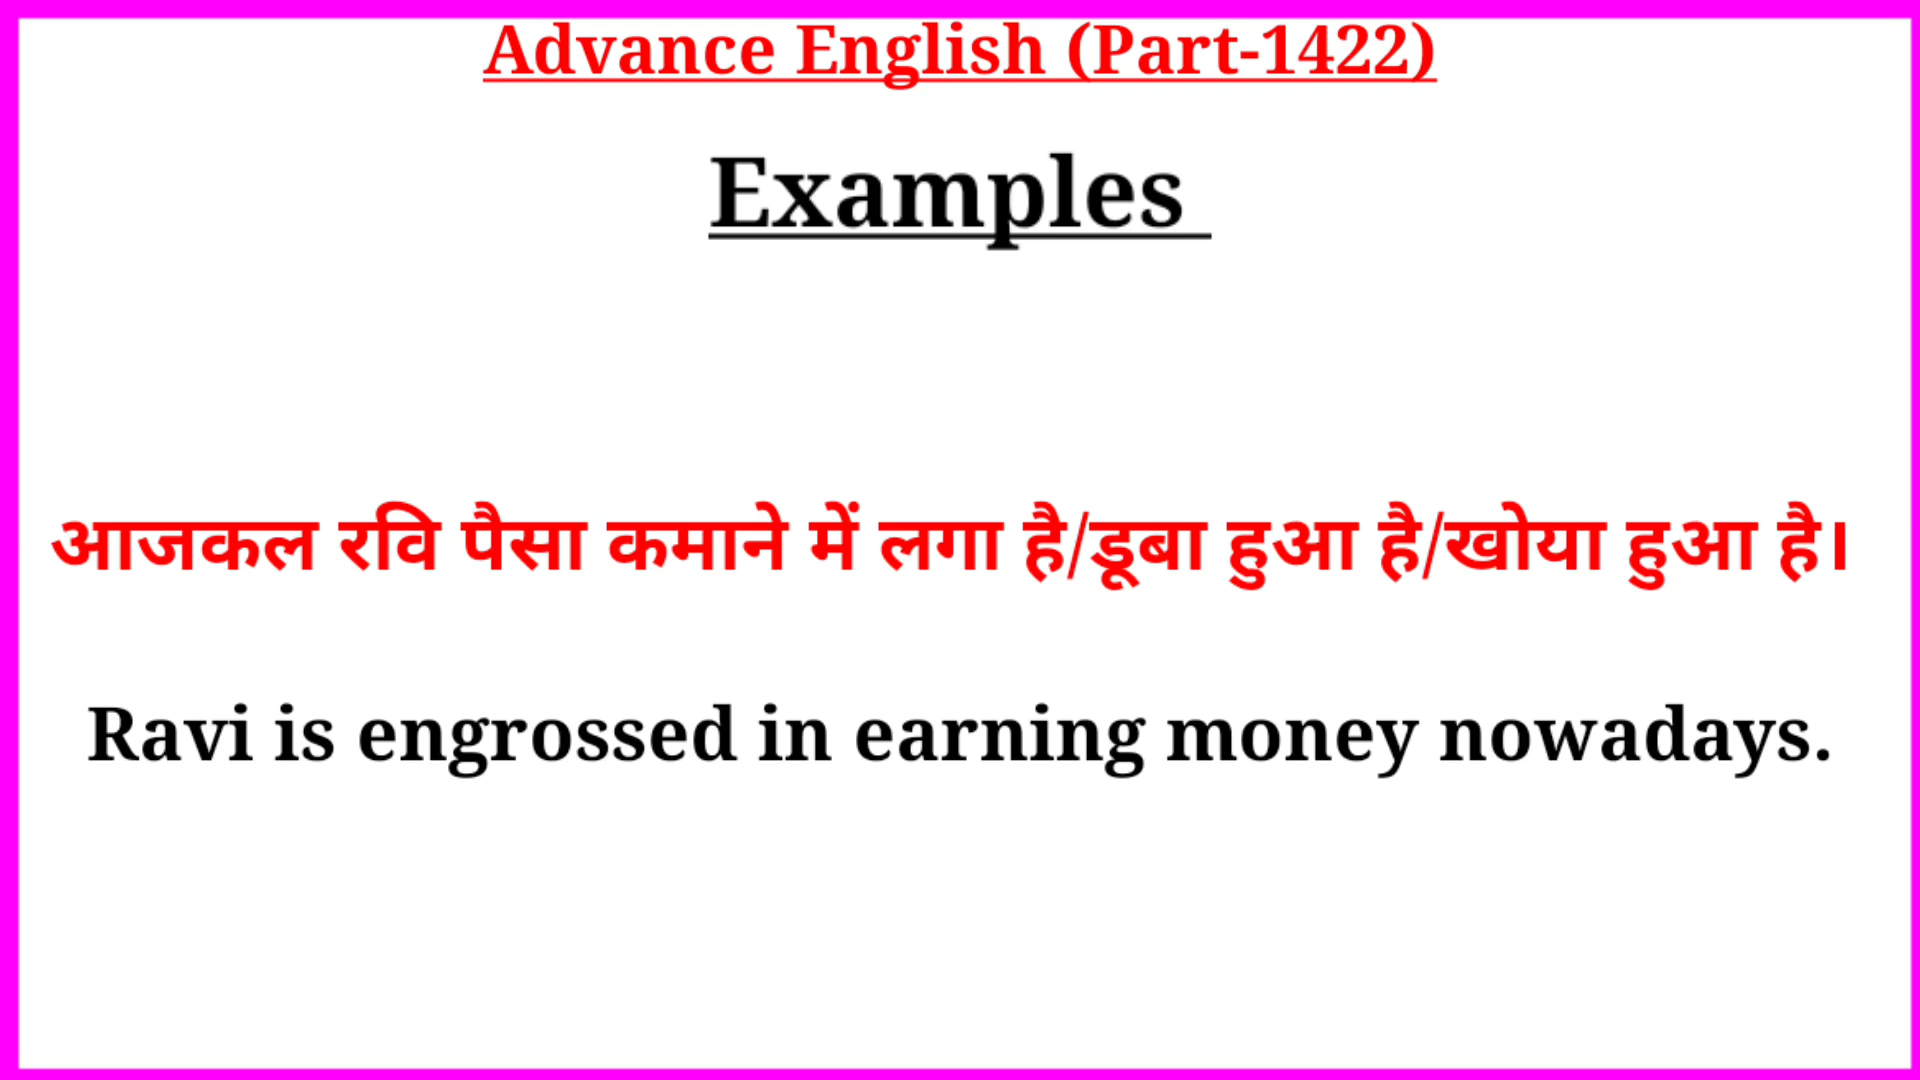 Advance English (Part-1422)
Examples
आजकल रवि पैसा कमाने में लगा है/डूबा हुआ है/खोया हुआ है।
Ravi is engrossed in earning money nowadays.